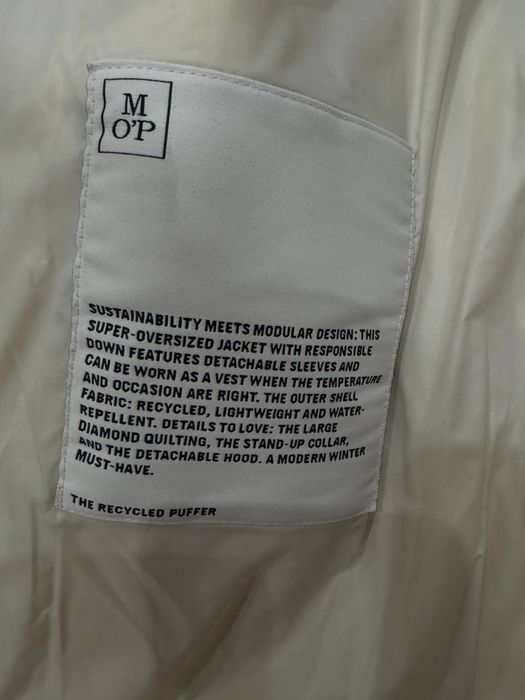 M
O'P
SUSTAINABILITY MEETS MODULAR DESIGN: THIS
SUPER-OVERSIZED JACKET WITH RESPONSIBLE
DOWN FEATURES DETACHABLE SLEEVES AND
CAN BE WORN AS A VEST WHEN THE TEMPERATURE
AND OCCASION ARE RIGHT. THE OUTER SHELL
FABRIC: RECYCLED, LIGHTWEIGHT AND WATER-
REPELLENT. DETAILS TO LOVE: THE LARGE
DIAMOND QUILTING, THE STAND-UP COLLAR,
AND THE DETACHABLE HOOD. A MODERN WINTER
MUST-HAVE.
THE RECYCLED PUFFER